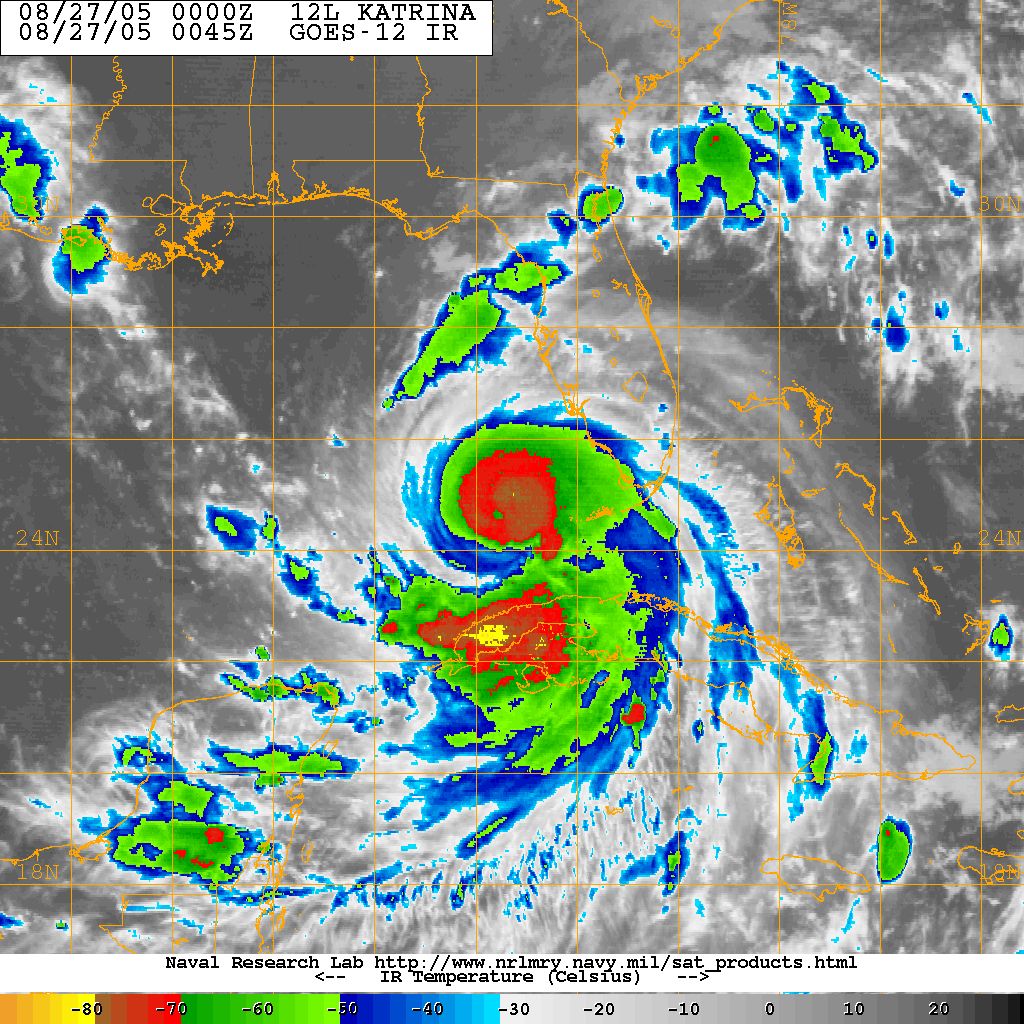 08/27/05 0000Z 12L KATRINA
08/27/05 0045Z GOES-12 IR
30N
24N 24N
18N 18N
Naval Research Lab http://www.nrlmry.navy.mil/sat_products.html
<-- IR Temperature (Celsius) -->
-80 -70 -60 -50 -40 -30 -20 -10 0 10 20